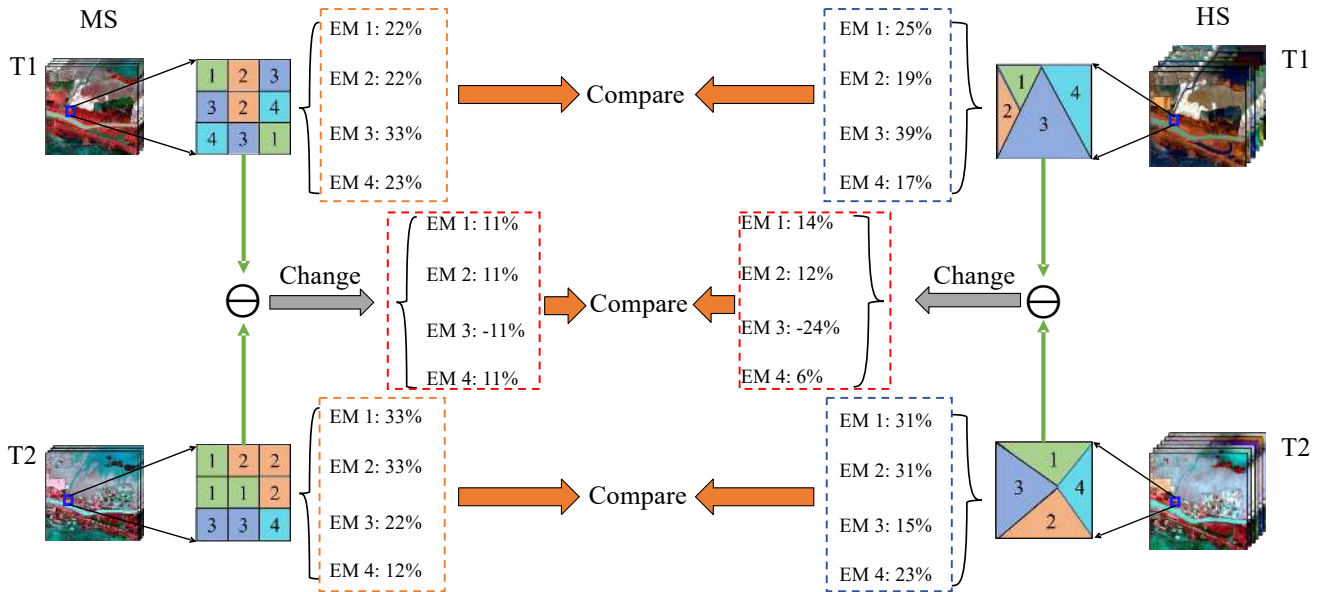 MS
HS
T1
1 2 3
3 2 4
4 3 1
EM 1: 22%
EM 2: 22%
EM 3: 33%
EM 4: 23%
Compare
EM 1: 25%
EM 2: 19%
EM 3: 39%
EM 4: 17%
1
4
2
3
T1
Change
EM 1: 11%
EM 2: 11%
EM 3: -11%
EM 4: 11%
Compare
EM 1: 14%
EM 2: 12%
EM 3: -24%
EM 4: 6%
Change
T2
1 2 2
1 1 2
3 3 4
EM 1: 33%
EM 2: 33%
EM 3: 22%
EM 4: 12%
Compare
EM 1: 31%
EM 2: 31%
EM 3: 15%
EM 4: 23%
1
3 4
2
T2